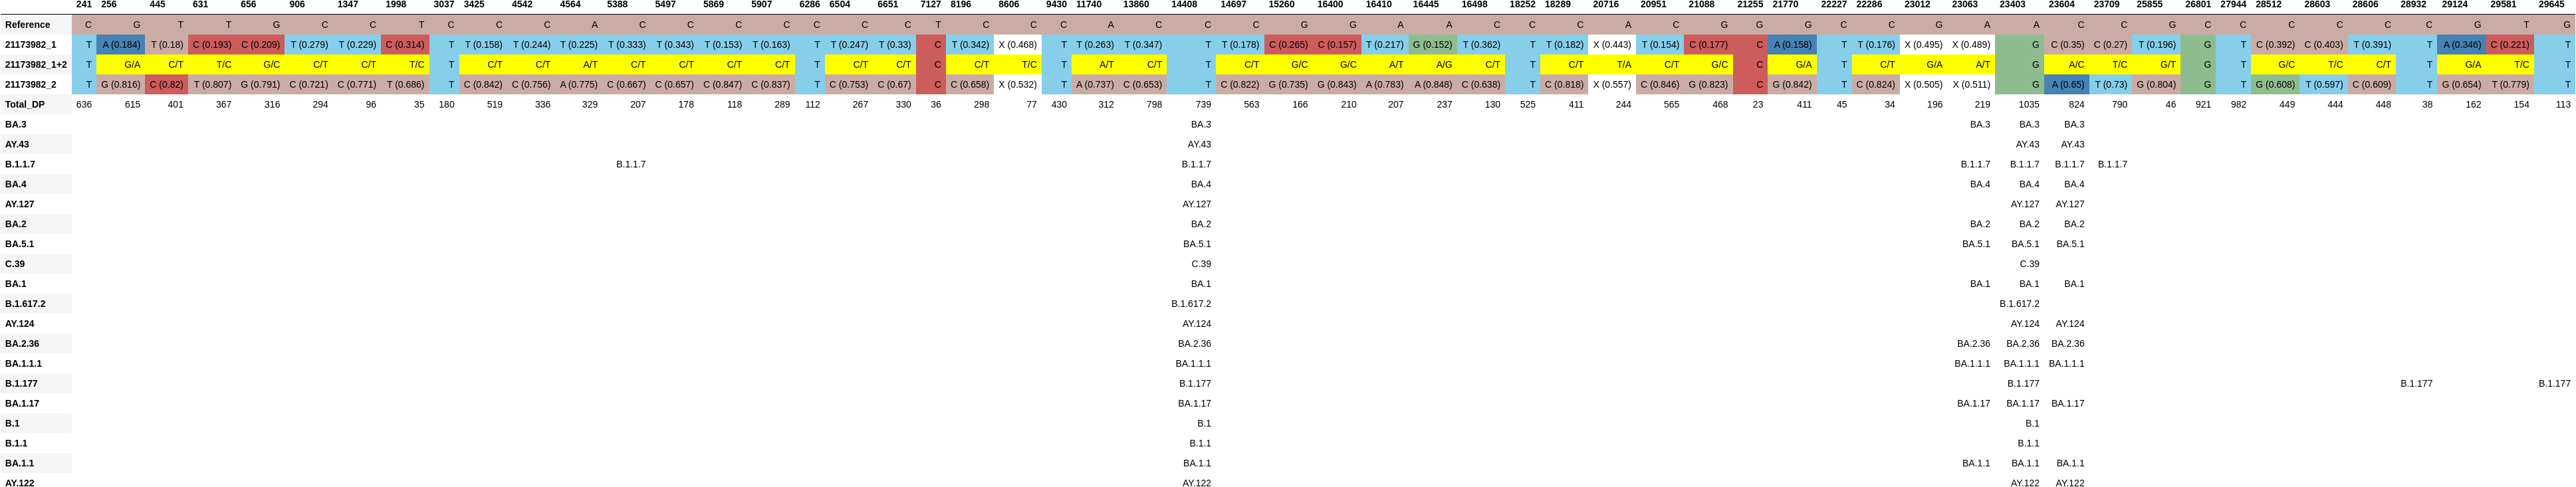 241 256 445 631 656 906 1347 1998 3037 3425 4542 4564 5388 5497 5869 5907 6286 6504 6651 7127 8196 8606 9430 11740 13860 14408 14697 15260 16400 16410 16445 16498 18252 18289 20716 20951 21088 21255 21770 22227 22286 23012 23063 23403 23604 23709 25855 26801 27944 28512 28603 28606 28932 29124 29581 29645
Reference C G T T G C C T C C C A C C C C C C C T C C C A C C C G G A A C C C A C G G G C C G A A C C G C C C C C C G T G
21173982_1 T A (0.184) T (0.18) C (0.193) C (0.209) T (0.279) T (0.229) C (0.314) T T (0.158) T (0.244) T (0.225) T (0.333) T (0.343) T (0.153) T (0.163) T T (0.247) T (0.33) C T (0.342) X (0.468) T T (0.263) T (0.347) T T (0.178) C (0.265) C (0.157) T (0.217) G (0.152) T (0.362) T T (0.182) X (0.443) T (0.154) C (0.177) C A (0.158) T T (0.176) X (0.495) X (0.489) G C (0.35) C (0.27) T (0.196) G T C (0.392) C (0.403) T (0.391) T A (0.346) C (0.221) T
21173982_1+2 T G/A C/T T/C G/C C/T C/T T/C T C/T C/T A/T C/T C/T C/T C/T T C/T C/T C C/T T/C T A/T C/T T C/T G/C G/C A/T A/G C/T T C/T T/A C/T G/C C G/A T C/T G/A A/T G A/C T/C G/T G T G/C T/C C/T T G/A T/C T
21173982_2 T G (0.816) C (0.82) T (0.807) G (0.791) C (0.721) C (0.771) T (0.686) T C (0.842) C (0.756) A (0.775) C (0.667) C (0.657) C (0.847) C (0.837) T C (0.753) C (0.67) C C (0.658) X (0.532) T A (0.737) C (0.653) T C (0.822) G (0.735) G (0.843) A (0.783) A (0.848) C (0.638) T C (0.818) X (0.557) C (0.846) G (0.823) C G (0.842) T C (0.824) X (0.505) X (0.511) G A (0.65) T (0.73) G (0.804) G T G (0.608) T (0.597) C (0.609) T G (0.654) T (0.779) T
Total_DP 636 615 401 367 316 294 96 35 180 519 336 329 207 178 118 289 112 267 330 36 298 77 430 312 798 739 563 166 210 207 237 130 525 411 244 565 468 23 411 45 34 196 219 1035 824 790 46 921 982 449 444 448 38 162 154 113
BA.3 BA.3 BA.3 BA.3 BA.3
AY.43 AY.43 AY.43 AY.43
B.1.1.7 B.1.1.7 B.1.1.7 B.1.1.7 B.1.1.7 B.1.1.7 B.1.1.7
BA.4 BA.4 BA.4 BA.4 BA.4
AY.127 AY.127 AY.127 AY.127
BA.2 BA.2 BA.2 BA.2 BA.2
BA.5.1 BA.5.1 BA.5.1 BA.5.1 BA.5.1
C.39 C.39 C.39
BA.1 BA.1 BA.1 BA.1 BA.1
B.1.617.2 B.1.617.2 B.1.617.2
AY.124 AY.124 AY.124 AY.124
BA.2.36 BA.2.36 BA.2.36 BA.2.36 BA.2.36
BA.1.1.1 BA.1.1.1 BA.1.1.1 BA.1.1.1 BA.1.1.1
B.1.177 B.1.177 B.1.177 B.1.177 B.1.177
BA.1.17 BA.1.17 BA.1.17 BA.1.17 BA.1.17
B.1 B.1 B.1
B.1.1 B.1.1 B.1.1
BA.1.1 BA.1.1 BA.1.1 BA.1.1 BA.1.1
AY.122 AY.122 AY.122 AY.122